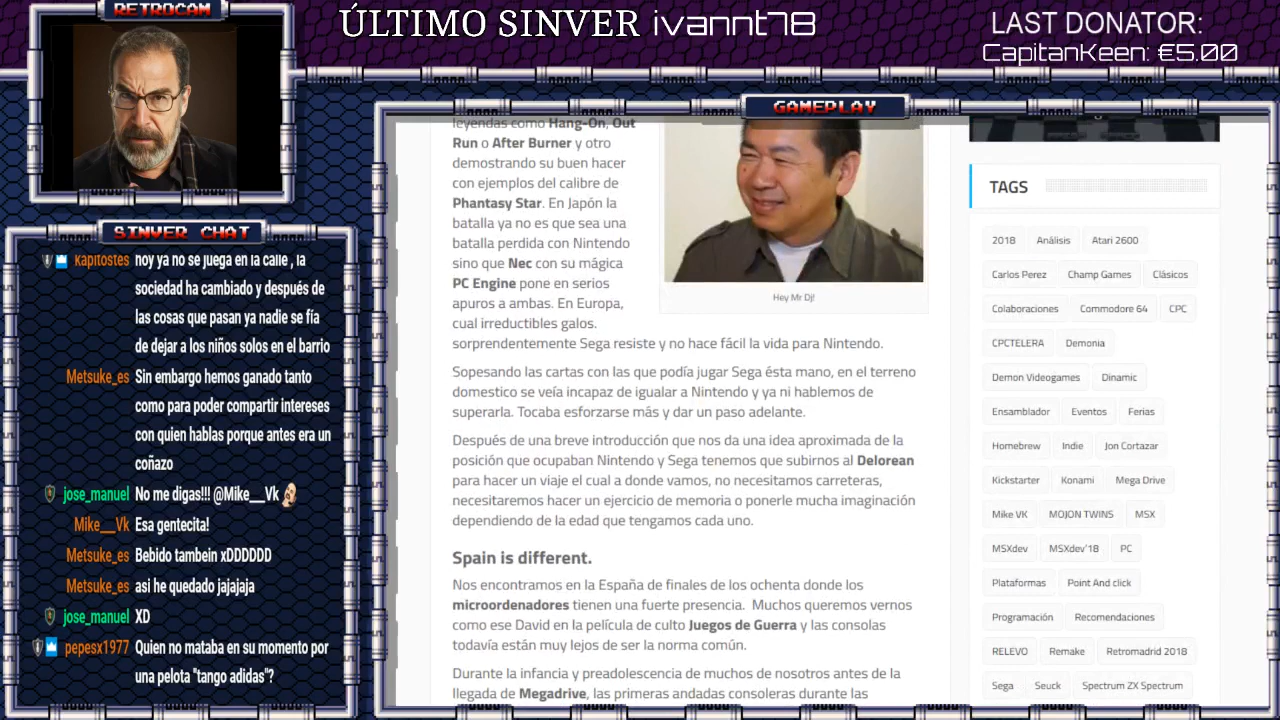 RETROCAM
ÚLTIMO SINVER ivannt78
LAST DONATOR:
CapitanKeen: €5.00
SINVER CHAT
kapitostes hoy ya no se juega en la calle , la
sociedad ha cambiado y después de
las cosas que pasan ya nadie se fía
de dejar a los niños solos en el barrio
Metsuke_es Sin embargo hemos ganado tanto
como para poder compartir intereses
con quien hablas porque antes era un
coñazo
jose_manuel No me digas!!! @Mike__Vk
Mike__Vk Esa gentecita!
Metsuke_es Bebido tambein xDDDDDD
Metsuke_es asi he quedado jajajaja
jose_manuel XD
pepesx1977 Quien no mataba en su momento por
una pelota "tango adidas"?
GAMEPLAY
leyendas como Hang-On, Out
Run o After Burner y otro
demostrando su buen hacer
con ejemplos del calibre de
Phantasy Star. En Japón la
batalla ya no es que sea una
batalla perdida con Nintendo
sino que Nec con su mágica
PC Engine pone en serios
apuros a ambas. En Europa,
cual irreductibles galos.
sorprendentemente Sega resiste y no hace fácil la vida para Nintendo.
Hey Mr Dj!
Sopesando las cartas con las que podía jugar Sega ésta mano, en el terreno
domestico se veía incapaz de igualar a Nintendo y ya ni hablemos de
superarla. Tocaba esforzarse más y dar un paso adelante.
Después de una breve introducción que nos da una idea aproximada de la
posición que ocupaban Nintendo y Sega tenemos que subirnos al Delorean
para hacer un viaje el cual a donde vamos, no necesitamos carreteras,
necesitaremos hacer un ejercicio de memoria o ponerle mucha imaginación
dependiendo de la edad que tengamos cada uno.
Spain is different.
Nos encontramos en la España de finales de los ochenta donde los
microordenadores tienen una fuerte presencia. Muchos queremos vernos
como ese David en la película de culto Juegos de Guerra y las consolas
todavía están muy lejos de ser la norma común.
Durante la infancia y preadolescencia de muchos de nosotros antes de la
llegada de Megadrive, las primeras andadas consoleras durante las
TAGS
2018 Análisis Atari 2600
Carlos Perez Champ Games Clásicos
Colaboraciones Commodore 64 CPC
CPCTELERA Demonia
Demon Videogames Dinamic
Ensamblador Eventos Ferias
Homebrew Indie Jon Cortazar
Kickstarter Konami Mega Drive
Mike VK MOJON TWINS MSX
MSXdev MSXdev'18 PC
Plataformas Point And click
Programación Recomendaciones
RELEVO Remake Retromadrid 2018
Sega Seuck Spectrum ZX Spectrum